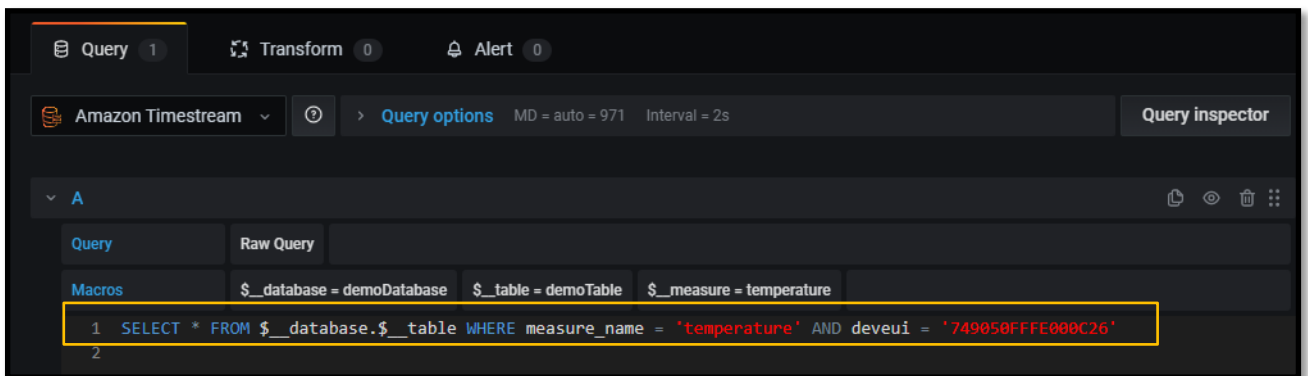 Query 1 Transform 0 Alert 0
Amazon Timestream Query options MD = auto = 971 Interval = 2s Query inspector
A
Query Raw Query
Macros $__database = demoDatabase $__table = demoTable $__measure = temperature
1 SELECT * FROM $__database.$__table WHERE measure_name = 'temperature' AND deveui = '749050FFFE000C26'
2